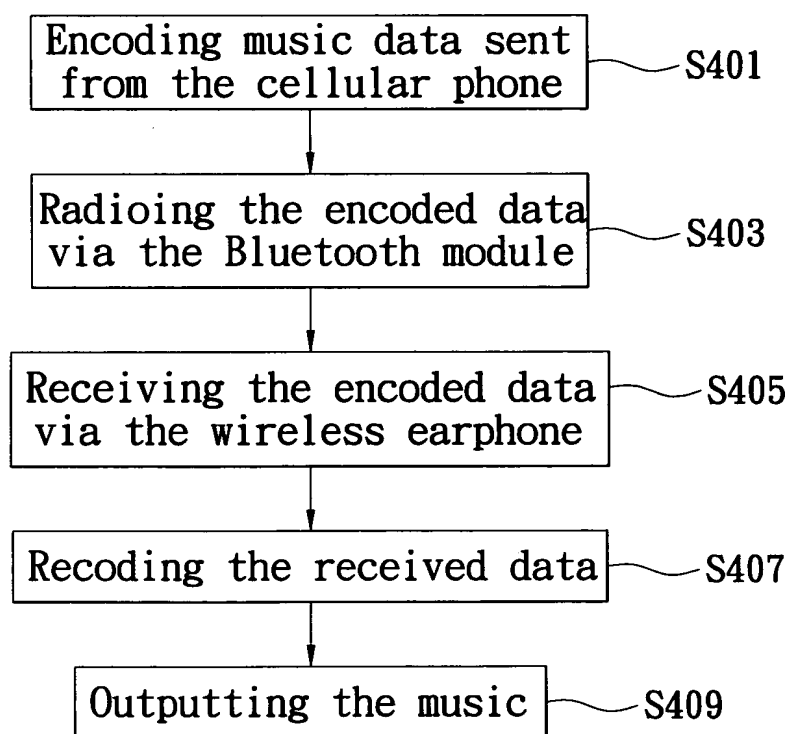 Encoding music data sent
from the cellular phone
S401
Radioing the encoded data
via the Bluetooth module
S403
Receiving the encoded data
via the wireless earphone
S405
Recoding the received data
S407
Outputting the music
S409